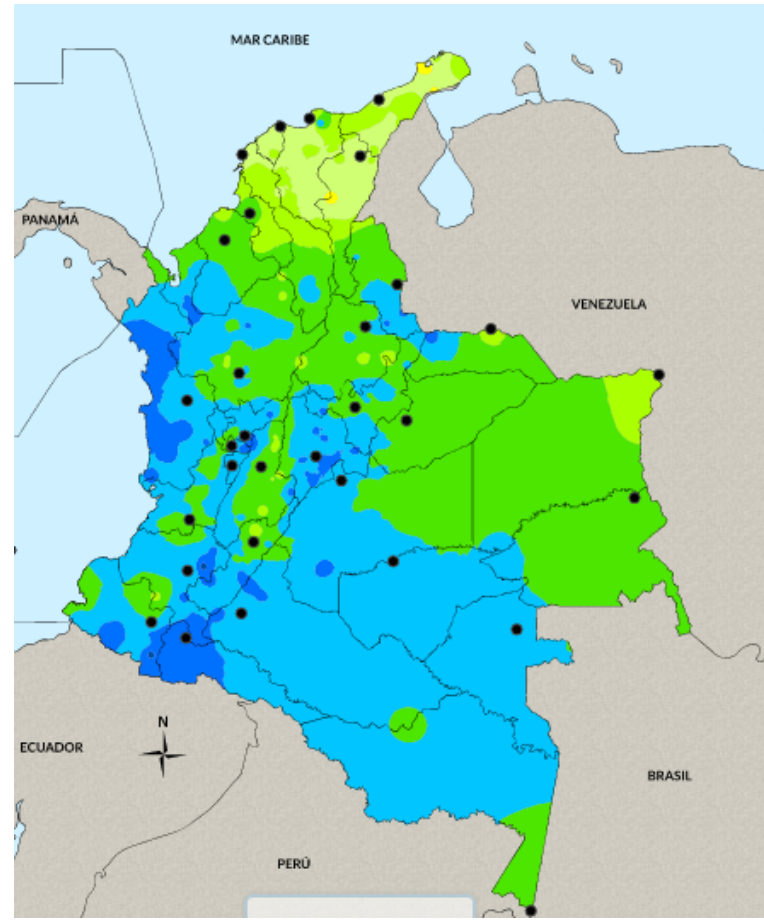 MAR CARIBE
PANAMÁ
VENEZUELA
N
ECUADOR
BRASIL
PERÚ